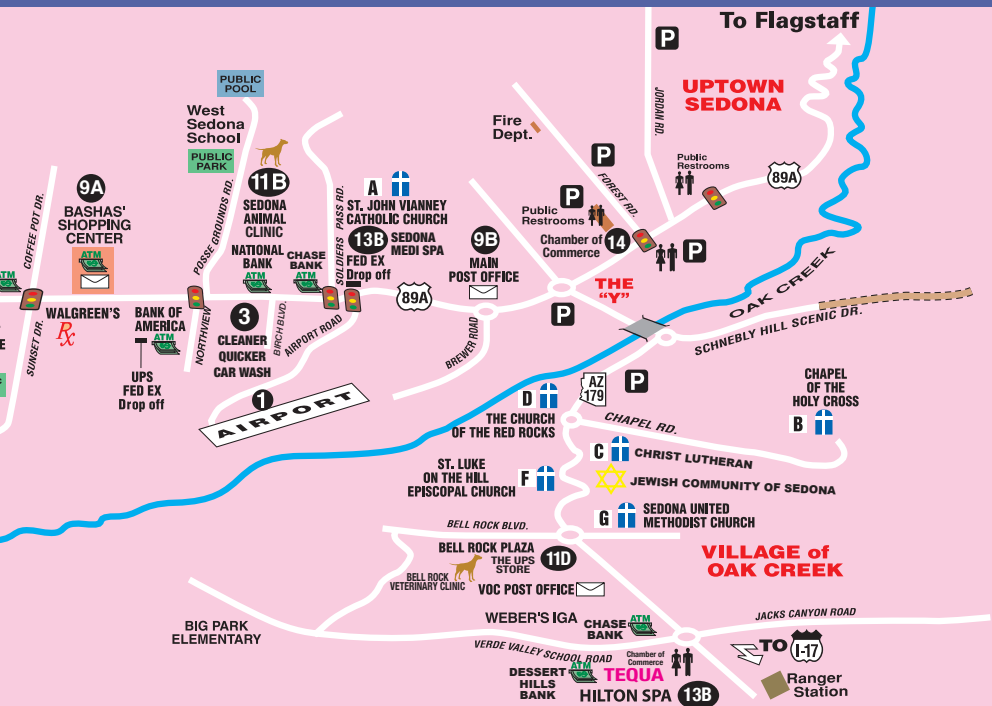 To Flagstaff
P
UPTOWN
SEDONA
JORDAN RD.
PUBLIC
POOL
West
Sedona
School
PUBLIC
PARK
Fire
Dept.
P
FOREST RD.
Public
Restrooms
89A
9A
BASHAS'
SHOPPING
CENTER
ATM
COFFEE POT DR.
POSSE GROUNDS RD.
11B
SEDONA
ANIMAL
CLINIC
NATIONAL
BANK
ATM
CHASE
BANK
ATM
SOLDIERS PASS RD.
A
ST. JOHN VIANNEY
CATHOLIC CHURCH
13B
SEDONA
MEDI SPA
FED EX
Drop off
9B
MAIN
POST OFFICE
P
Public
Restrooms
Chamber of
Commerce
14
P
THE
"Y"
P
89A
ATM
WALGREEN'S
Rx
SUNSET DR.
BANK OF
AMERICA
ATM
UPS
FED EX
Drop off
NORTHVIEW
3
CLEANER
QUICKER
CAR WASH
BIRCH BLVD.
AIRPORT ROAD
BREWER ROAD
1
AIRPORT
OAK CREEK
SCHNEBLY HILL SCENIC DR.
P
AZ
179
D
THE CHURCH
OF THE RED ROCKS
CHAPEL RD.
CHAPEL
OF THE
HOLY CROSS
B
C
CHRIST LUTHERAN
ST. LUKE
ON THE HILL
EPISCOPAL CHURCH
F
JEWISH COMMUNITY OF SEDONA
G
SEDONA UNITED
METHODIST CHURCH
BELL ROCK BLVD.
BELL ROCK PLAZA
THE UPS
STORE
11D
BELL ROCK
VETERINARY CLINIC
VOC POST OFFICE
VILLAGE of
OAK CREEK
BIG PARK
ELEMENTARY
WEBER'S IGA
CHASE
BANK
ATM
JACKS CANYON ROAD
VERDE VALLEY SCHOOL ROAD
Chamber of
Commerce
TO
I-17
DESSERT
HILLS
BANK
ATM
TEQUA
HILTON SPA
13B
Ranger
Station